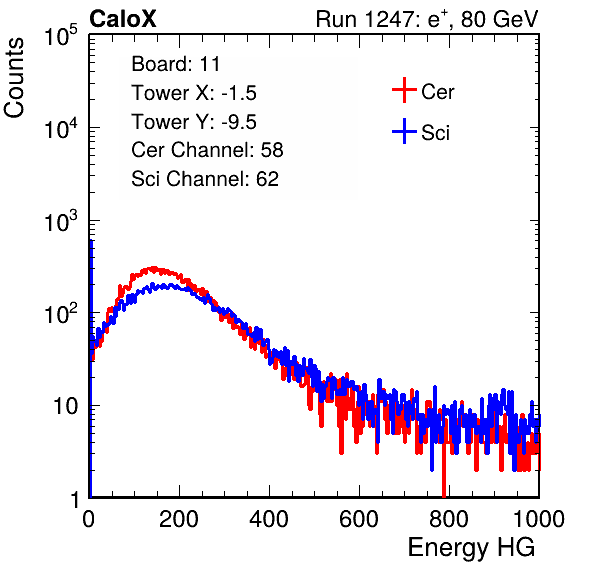 CaloX Run 1247: e⁺, 80 GeV
Counts
10⁵
10⁴
10³
10²
10
1
Board: 11
Tower X: -1.5
Tower Y: -9.5
Cer Channel: 58
Sci Channel: 62
Cer
Sci
0 200 400 600 800 1000
Energy HG